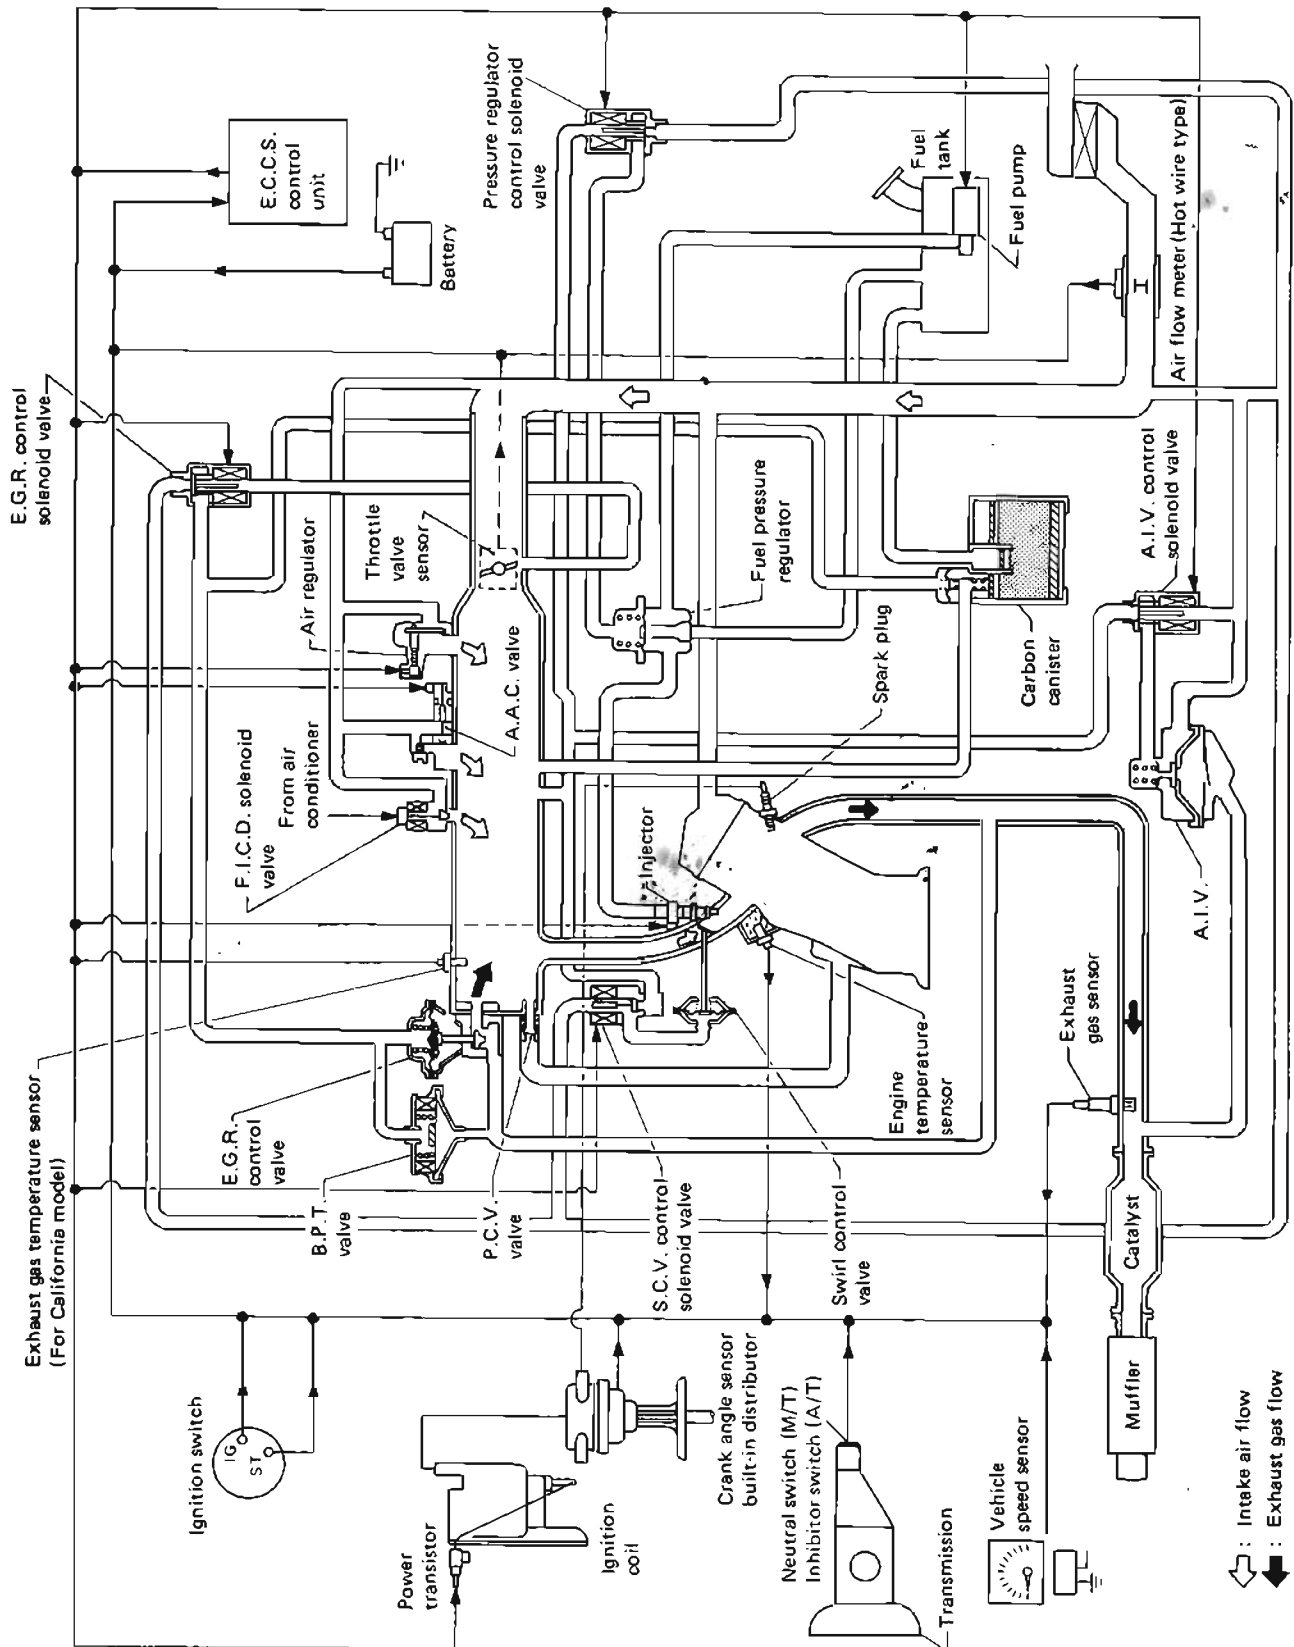 E.G.R. control
solenoid valve
E.C.C.S.
control
unit
Battery
Pressure regulator
control solenoid
valve
Fuel
tank
Fuel pump
Air flow meter (Hot wire type)
Air regulator
Throttle
valve
sensor
Fuel pressure
regulator
A.I.V. control
solenoid valve
Carbon
canister
Spark plug
A.A.C. valve
From air
conditioner
F.I.C.D. solenoid
valve
Injector
A.I.V.
Exhaust gas temperature sensor
(For California model)
E.G.R.
control
valve
B.P.T.
valve
P.C.V.
valve
S.C.V. control
solenoid valve
Swirl control
valve
Engine
temperature
sensor
Exhaust
gas sensor
Catalyst
Muffler
Ignition switch
IG
ST
Power
transistor
Ignition
coil
Crank angle sensor
built-in distributor
Neutral switch (M/T)
Inhibitor switch (A/T)
Transmission
Vehicle
speed sensor
: Intake air flow
: Exhaust gas flow